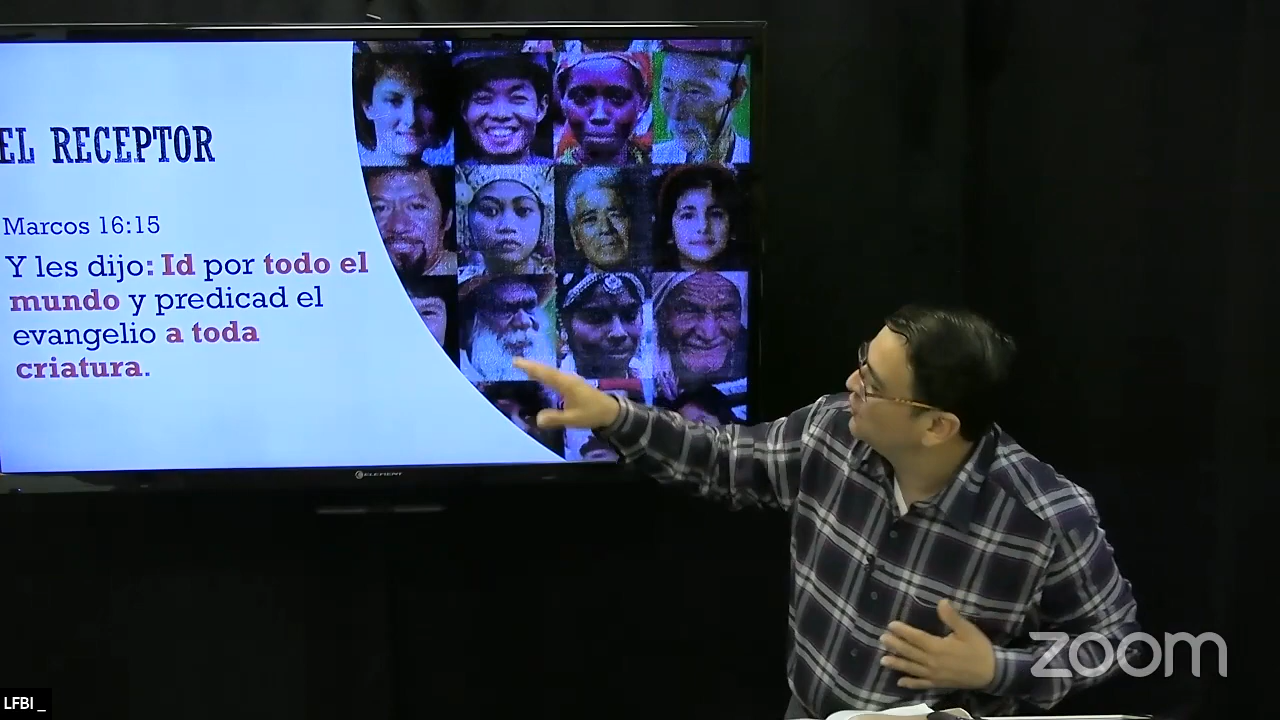 EL RECEPTOR
Marcos 16:15
Y les dijo: Id por todo el
mundo y predicad el
evangelio a toda
criatura.
ELEMENT
zoom
LFBI _